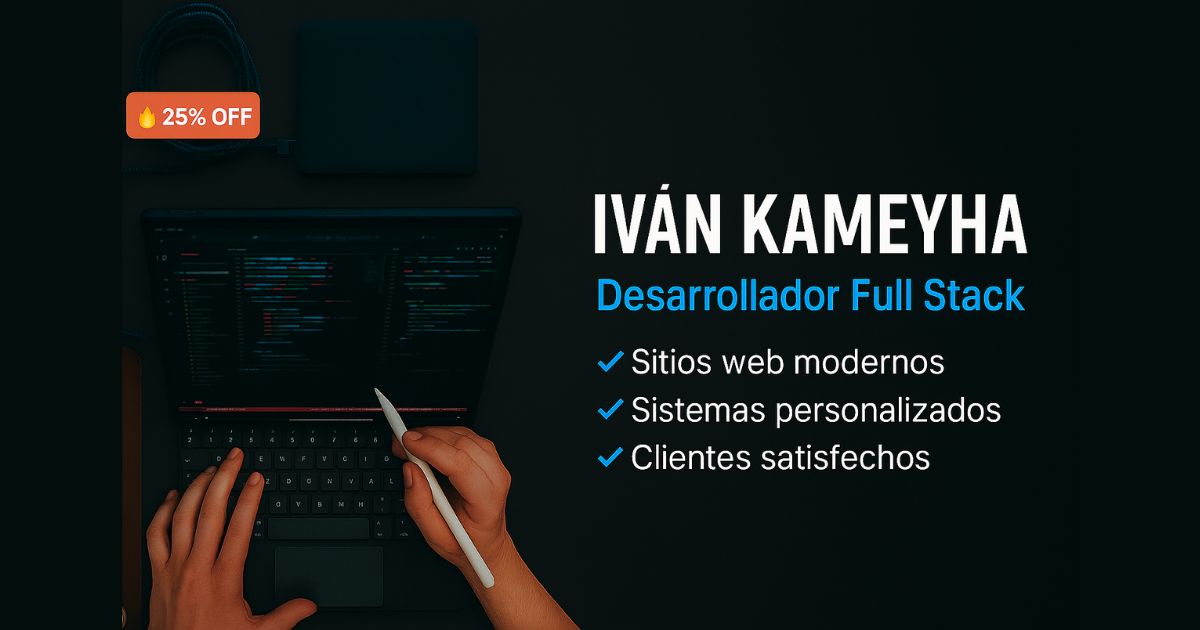 🔥 25% OFF
IVÁN KAMEYHA
Desarrollador Full Stack
✓ Sitios web modernos
✓ Sistemas personalizados
✓ Clientes satisfechos